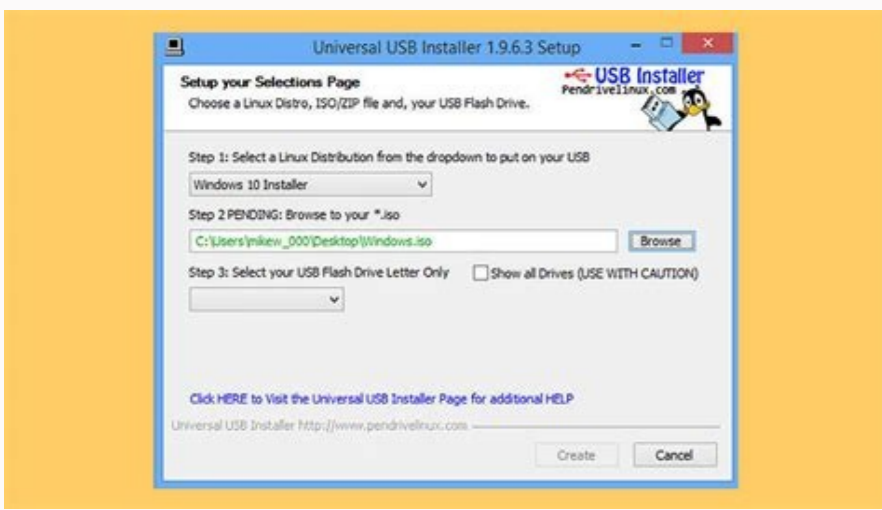 Universal USB Installer 1.9.6.3 Setup
Setup your Selections Page
Choose a Linux Distro, ISO/ZIP file and, your USB Flash Drive.
USB Installer
Pendrivelinux.com
Step 1: Select a Linux Distribution from the dropdown to put on your USB
Windows 10 Installer
Step 2 PENDING: Browse to your *.iso
C:\Users\mikew_000\Desktop\Windows.iso
Browse
Step 3: Select your USB Flash Drive Letter Only
Show all Drives (USE WITH CAUTION)
Click HERE to Visit the Universal USB Installer Page for additional HELP
Universal USB Installer http://www.pendrivelinux.com
Create
Cancel